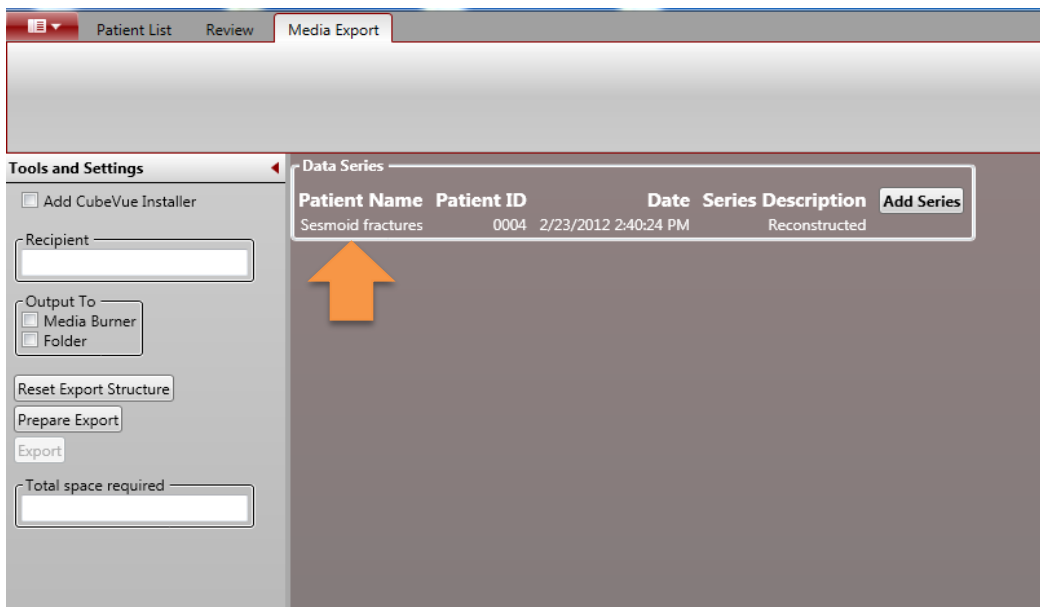 Patient List Review Media Export
Tools and Settings
Add CubeVue Installer
Recipient
Output To
Media Burner
Folder
Reset Export Structure
Prepare Export
Export
Total space required
Data Series
Patient Name Patient ID Date Series Description Add Series
Sesmoid fractures 0004 2/23/2012 2:40:24 PM Reconstructed